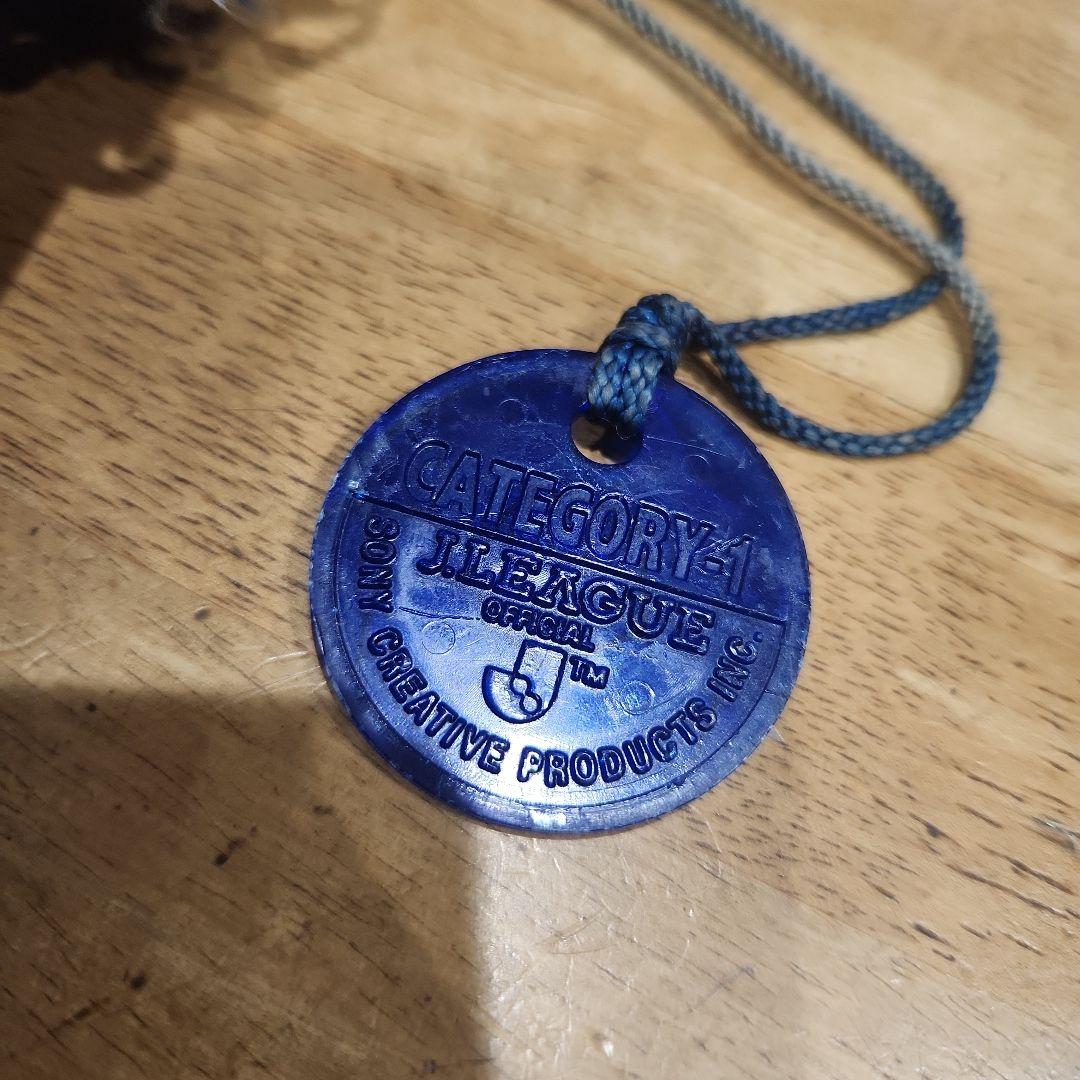 CATEGORY-1
J.LEAGUE
OFFICIAL
TM
SONY CREATIVE PRODUCTS INC.